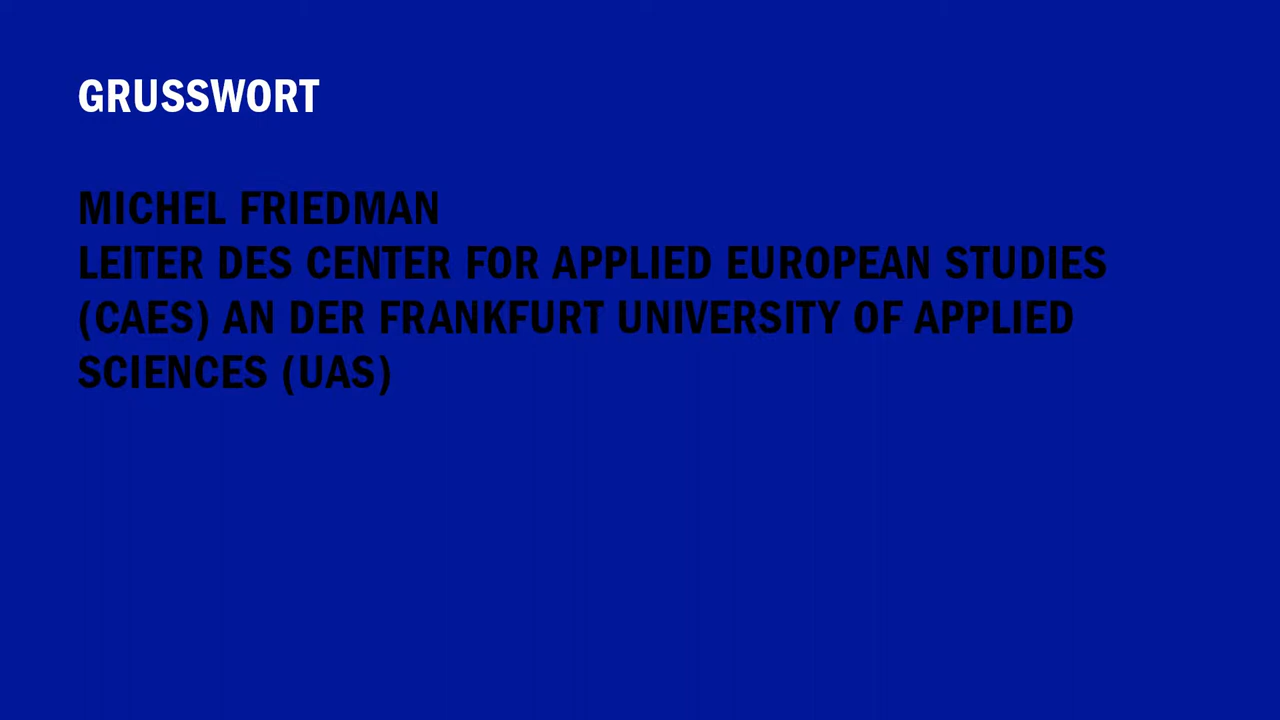 GRUSSWORT
MICHEL FRIEDMAN
LEITER DES CENTER FOR APPLIED EUROPEAN STUDIES
(CAES) AN DER FRANKFURT UNIVERSITY OF APPLIED
SCIENCES (UAS)